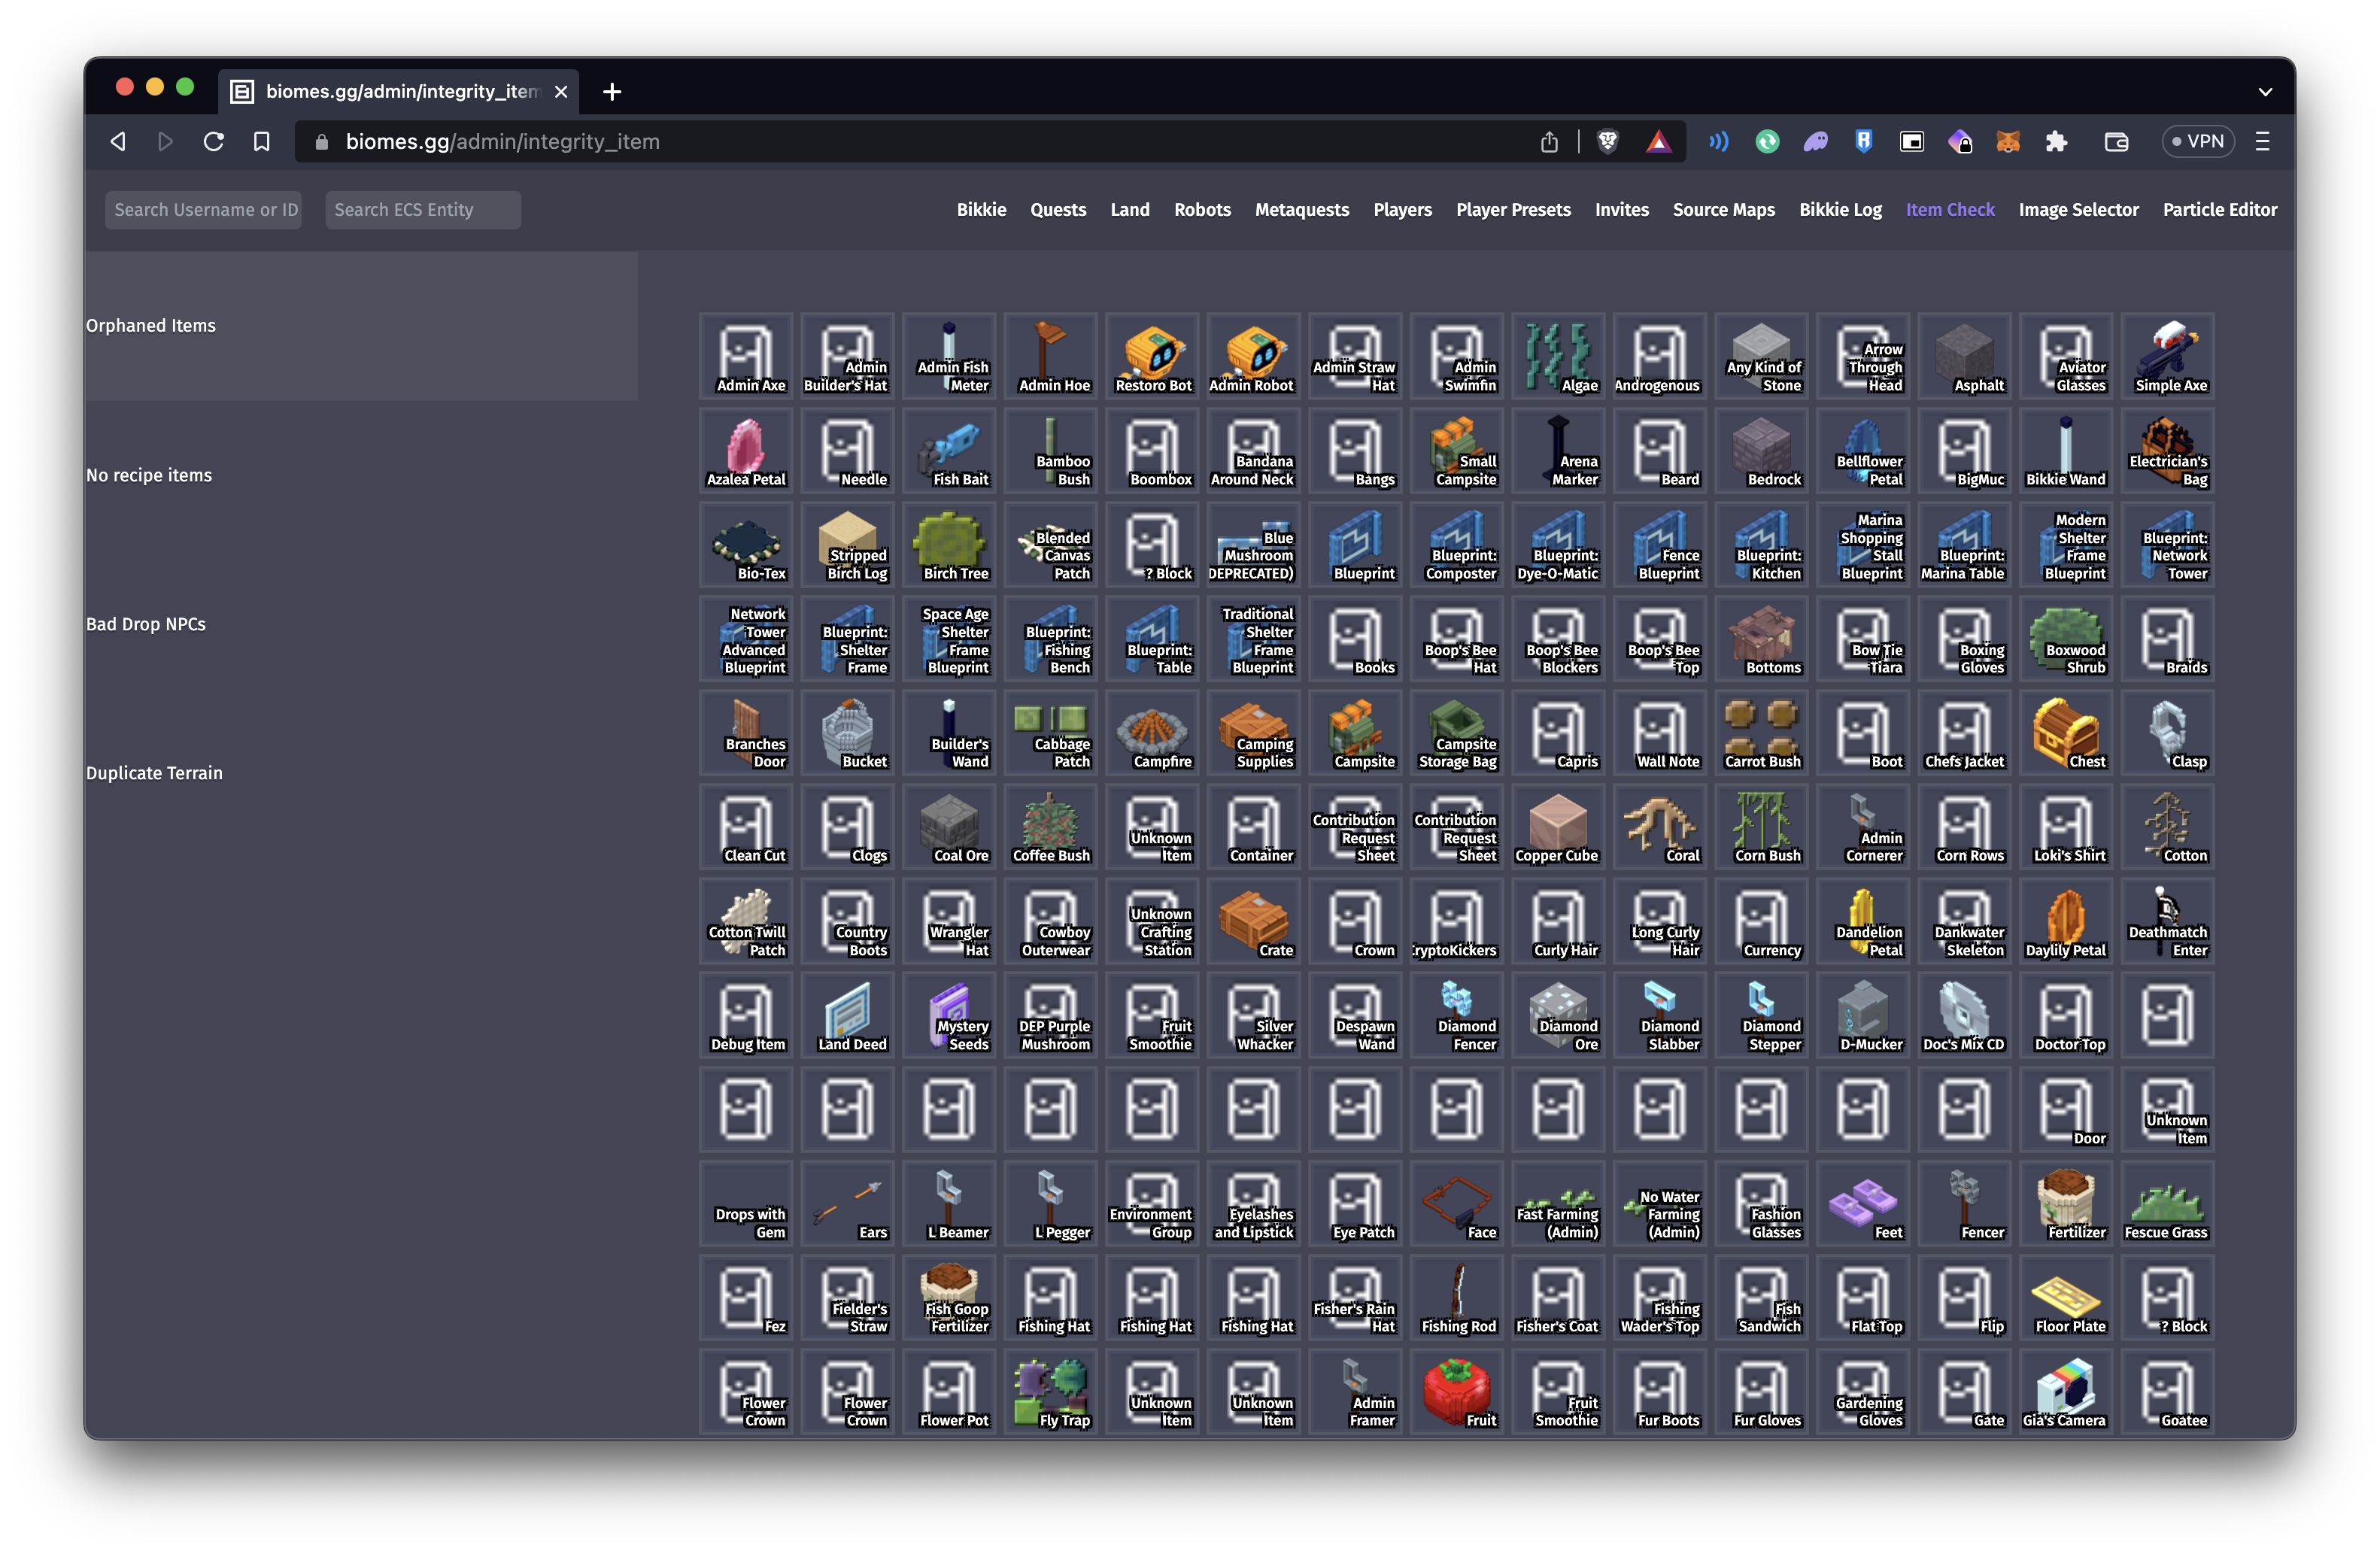 biomes.gg/admin/integrity_item
biomes.gg/admin/integrity_item
VPN
Search Username or ID
Search ECS Entity
Bikkie
Quests
Land
Robots
Metaquests
Players
Player Presets
Invites
Source Maps
Bikkie Log
Item Check
Image Selector
Particle Editor
Orphaned Items
No recipe items
Bad Drop NPCs
Duplicate Terrain
Admin Axe
Admin
Builder's Hat
Admin Fish
Meter
Admin Hoe
Restoro Bot
Admin Robot
Admin Straw
Hat
Admin
Swimfin
Algae
Androgenous
Any Kind of
Stone
Arrow
Through
Head
Asphalt
Aviator
Glasses
Simple Axe
Azalea Petal
Needle
Fish Bait
Bamboo
Bush
Boombox
Bandana
Around Neck
Bangs
Small
Campsite
Arena
Marker
Beard
Bedrock
Bellflower
Petal
BigMuc
Bikkie Wand
Electrician's
Bag
Bio-Tex
Stripped
Birch Log
Birch Tree
Blended
Canvas
Patch
? Block
Blue
Mushroom
DEPRECATED)
Blueprint
Blueprint:
Composter
Blueprint:
Dye-O-Matic
Fence
Blueprint
Blueprint:
Kitchen
Marina
Shopping
Stall
Blueprint
Blueprint:
Marina Table
Modern
Shelter
Frame
Blueprint
Blueprint:
Network
Tower
Network
Tower
Advanced
Blueprint
Blueprint:
Shelter
Frame
Space Age
Shelter
Frame
Blueprint
Blueprint:
Fishing
Bench
Blueprint:
Table
Traditional
Shelter
Frame
Blueprint
Books
Boop's Bee
Hat
Boop's Bee
Blockers
Boop's Bee
Top
Bottoms
Bow Tie
Tiara
Boxing
Gloves
Boxwood
Shrub
Braids
Branches
Door
Bucket
Builder's
Wand
Cabbage
Patch
Campfire
Camping
Supplies
Campsite
Campsite
Storage Bag
Capris
Wall Note
Carrot Bush
Boot
Chefs Jacket
Chest
Clasp
Clean Cut
Clogs
Coal Ore
Coffee Bush
Unknown
Item
Container
Contribution
Request
Sheet
Contribution
Request
Sheet
Copper Cube
Coral
Corn Bush
Admin
Cornerer
Corn Rows
Loki's Shirt
Cotton
Cotton Twill
Patch
Country
Boots
Wrangler
Hat
Cowboy
Outerwear
Unknown
Crafting
Station
Crate
Crown
CryptoKickers
Curly Hair
Long Curly
Hair
Currency
Dandelion
Petal
Dankwater
Skeleton
Daylily Petal
Deathmatch
Enter
Debug Item
Land Deed
Mystery
Seeds
DEP Purple
Mushroom
Fruit
Smoothie
Silver
Whacker
Despawn
Wand
Diamond
Fencer
Diamond
Ore
Diamond
Slabber
Diamond
Stepper
D-Mucker
Doc's Mix CD
Doctor Top
Door
Unknown
Item
Drops with
Gem
Ears
L Beamer
L Pegger
Environment
Group
Eyelashes
and Lipstick
Eye Patch
Face
Fast Farming
(Admin)
No Water
Farming
(Admin)
Fashion
Glasses
Feet
Fencer
Fertilizer
Fescue Grass
Fez
Fielder's
Straw
Fish Goop
Fertilizer
Fishing Hat
Fishing Hat
Fishing Hat
Fisher's Rain
Hat
Fishing Rod
Fisher's Coat
Fishing
Wader's Top
Fish
Sandwich
Flat Top
Flip
Floor Plate
? Block
Flower
Crown
Flower
Crown
Flower Pot
Fly Trap
Unknown
Item
Unknown
Item
Admin
Framer
Fruit
Fruit
Smoothie
Fur Boots
Fur Gloves
Gardening
Gloves
Gate
Gia's Camera
Goatee